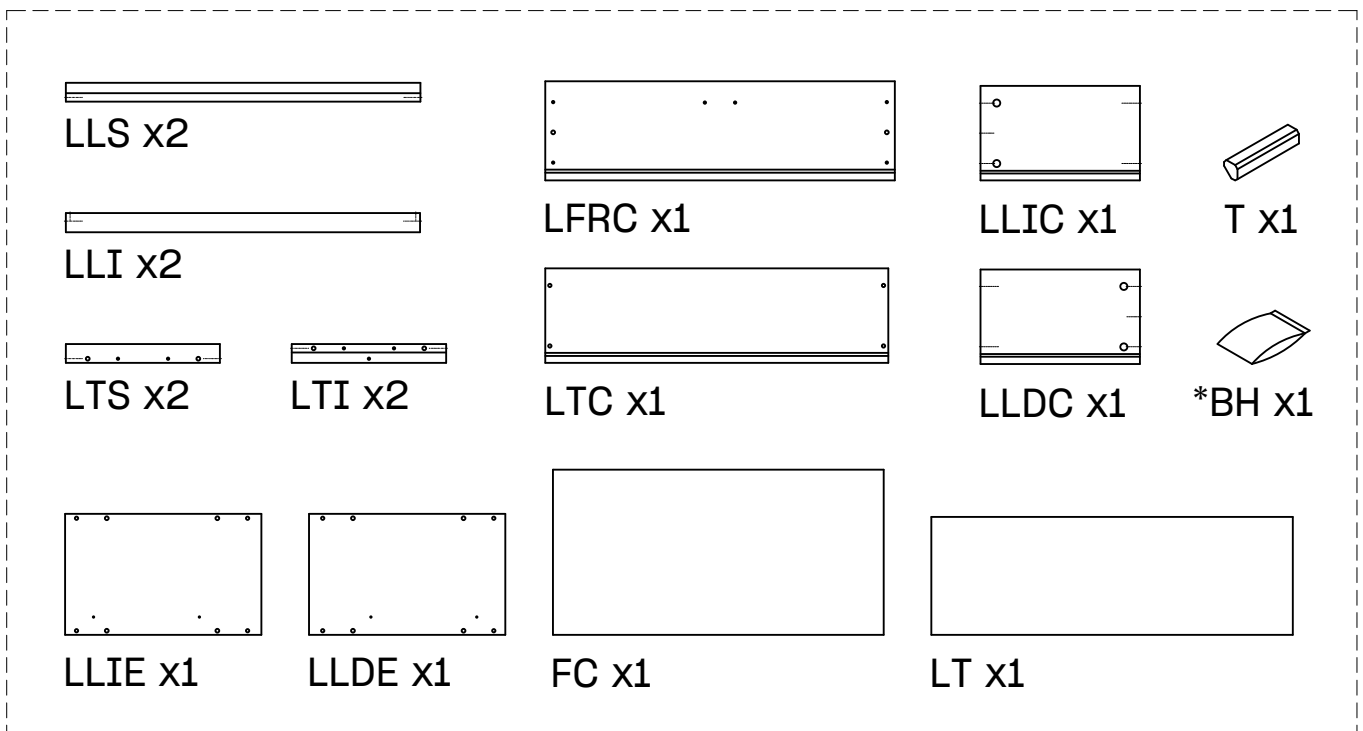 LLS x2
LFRC x1
LLIC x1
T x1
LLI x2
LTS x2
LTI x2
LTC x1
LLDC x1
*BH x1
LLIE x1
LLDE x1
FC x1
LT x1